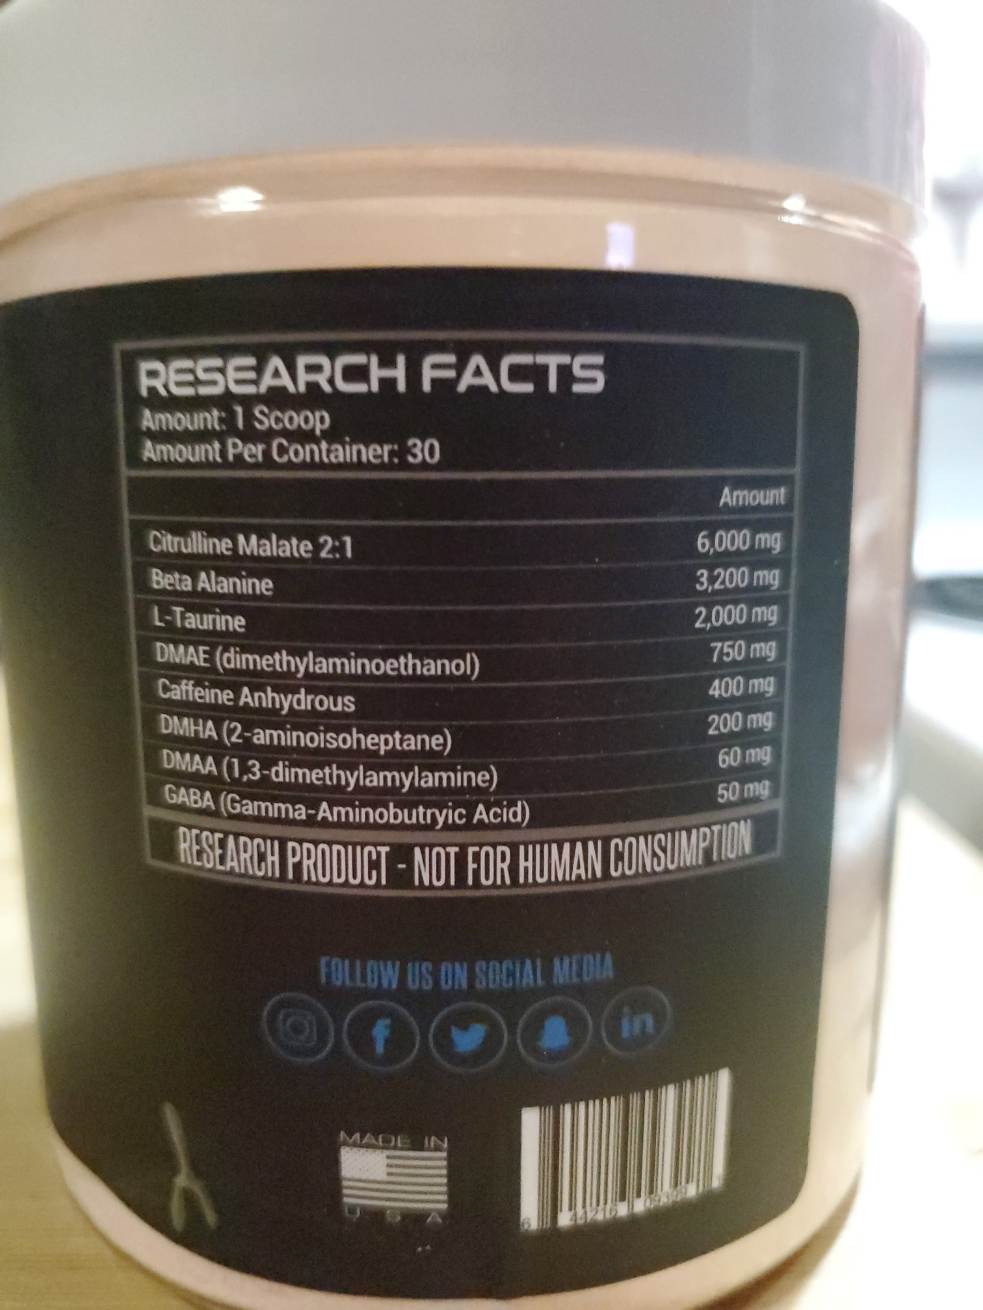 RESEARCH FACTS
Amount: 1 Scoop
Amount Per Container: 30
Amount
Citrulline Malate 2:1 6,000 mg
Beta Alanine 3,200 mg
L-Taurine 2,000 mg
DMAE (dimethylaminoethanol) 750 mg
Caffeine Anhydrous 400 mg
DMHA (2-aminoisoheptane) 200 mg
DMAA (1,3-dimethylamylamine) 60 mg
GABA (Gamma-Aminobutryic Acid) 50 mg
RESEARCH PRODUCT - NOT FOR HUMAN CONSUMPTION
FOLLOW US ON SOCIAL MEDIA
f in
MADE IN
U S A